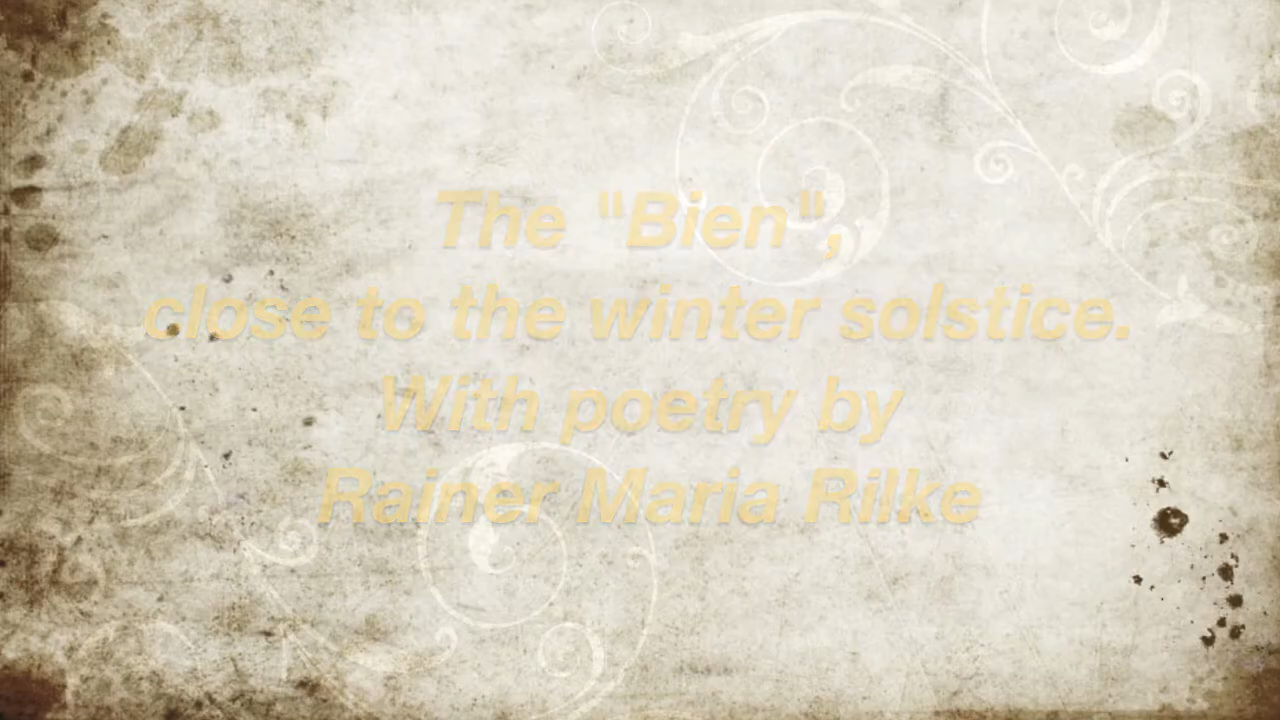 The "Bien",
close to the winter solstice.
With poetry by
Rainer Maria Rilke